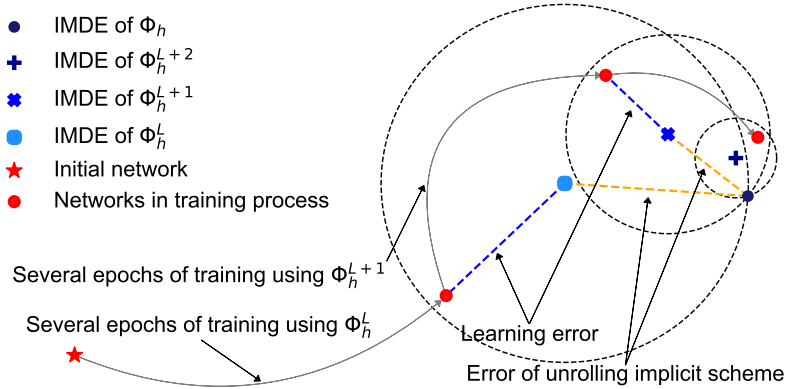 IMDE of Φ_h
IMDE of Φ_h^{L+2}
IMDE of Φ_h^{L+1}
IMDE of Φ_h^L
Initial network
Networks in training process
Several epochs of training using Φ_h^{L+1}
Several epochs of training using Φ_h^L
Learning error
Error of unrolling implicit scheme